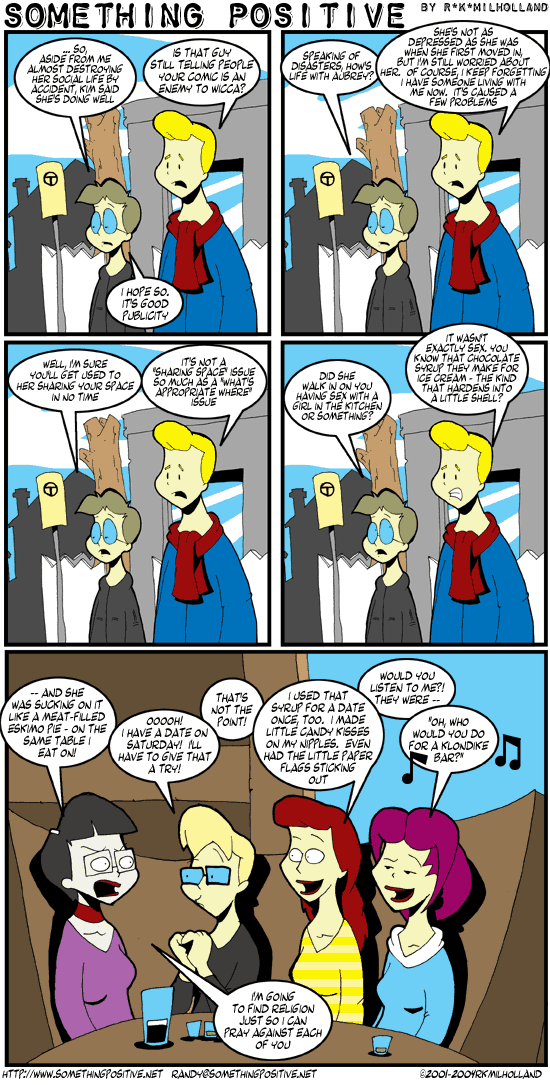 SOMETHING POSITIVE
BY R*K*MILHOLLAND
... SO,
ASIDE FROM ME
ALMOST DESTROYING
HER SOCIAL LIFE BY
ACCIDENT, KIM SAID
SHE'S DOING WELL
IS THAT GUY
STILL TELLING PEOPLE
YOUR COMIC IS AN
ENEMY TO WICCA?
I HOPE SO.
IT'S GOOD
PUBLICITY
SPEAKING OF
DISASTERS, HOW'S
LIFE WITH AUBREY?
SHE'S NOT AS
DEPRESSED AS SHE WAS
WHEN SHE FIRST MOVED IN,
BUT I'M STILL WORRIED ABOUT
HER. OF COURSE, I KEEP FORGETTING
I HAVE SOMEONE LIVING WITH
ME NOW. IT'S CAUSED A
FEW PROBLEMS
WELL, I'M SURE
YOU'LL GET USED TO
HER SHARING YOUR SPACE
IN NO TIME
IT'S NOT A
"SHARING SPACE" ISSUE
SO MUCH AS A "WHAT'S
APPROPRIATE WHERE"
ISSUE
DID SHE
WALK IN ON YOU
HAVING SEX WITH A
GIRL IN THE KITCHEN
OR SOMETHING?
IT WASN'T
EXACTLY SEX. YOU
KNOW THAT CHOCOLATE
SYRUP THEY MAKE FOR
ICE CREAM - THE KIND
THAT HARDENS INTO
A LITTLE SHELL?
-- AND SHE
WAS SUCKING ON IT
LIKE A MEAT-FILLED
ESKIMO PIE - ON THE
SAME TABLE I
EAT ON!!
OOOOH!
I HAVE A DATE ON
SATURDAY! I'LL
HAVE TO GIVE THAT
A TRY!
THAT'S
NOT THE
POINT!
I USED THAT
SYRUP FOR A DATE
ONCE, TOO. I MADE
LITTLE CANDY KISSES
ON MY NIPPLES. EVEN
HAD THE LITTLE PAPER
FLAGS STICKING
OUT
WOULD YOU
LISTEN TO ME?!
THEY WERE --
"OH, WHO
WOULD YOU DO
FOR A KLONDIKE
BAR?"
I'M GOING
TO FIND RELIGION
JUST SO I CAN
PRAY AGAINST EACH
OF YOU
HTTP://WWW.SOMETHINGPOSITIVE.NET RANDY@SOMETHINGPOSITIVE.NET ©2001-2004RKMILHOLLAND